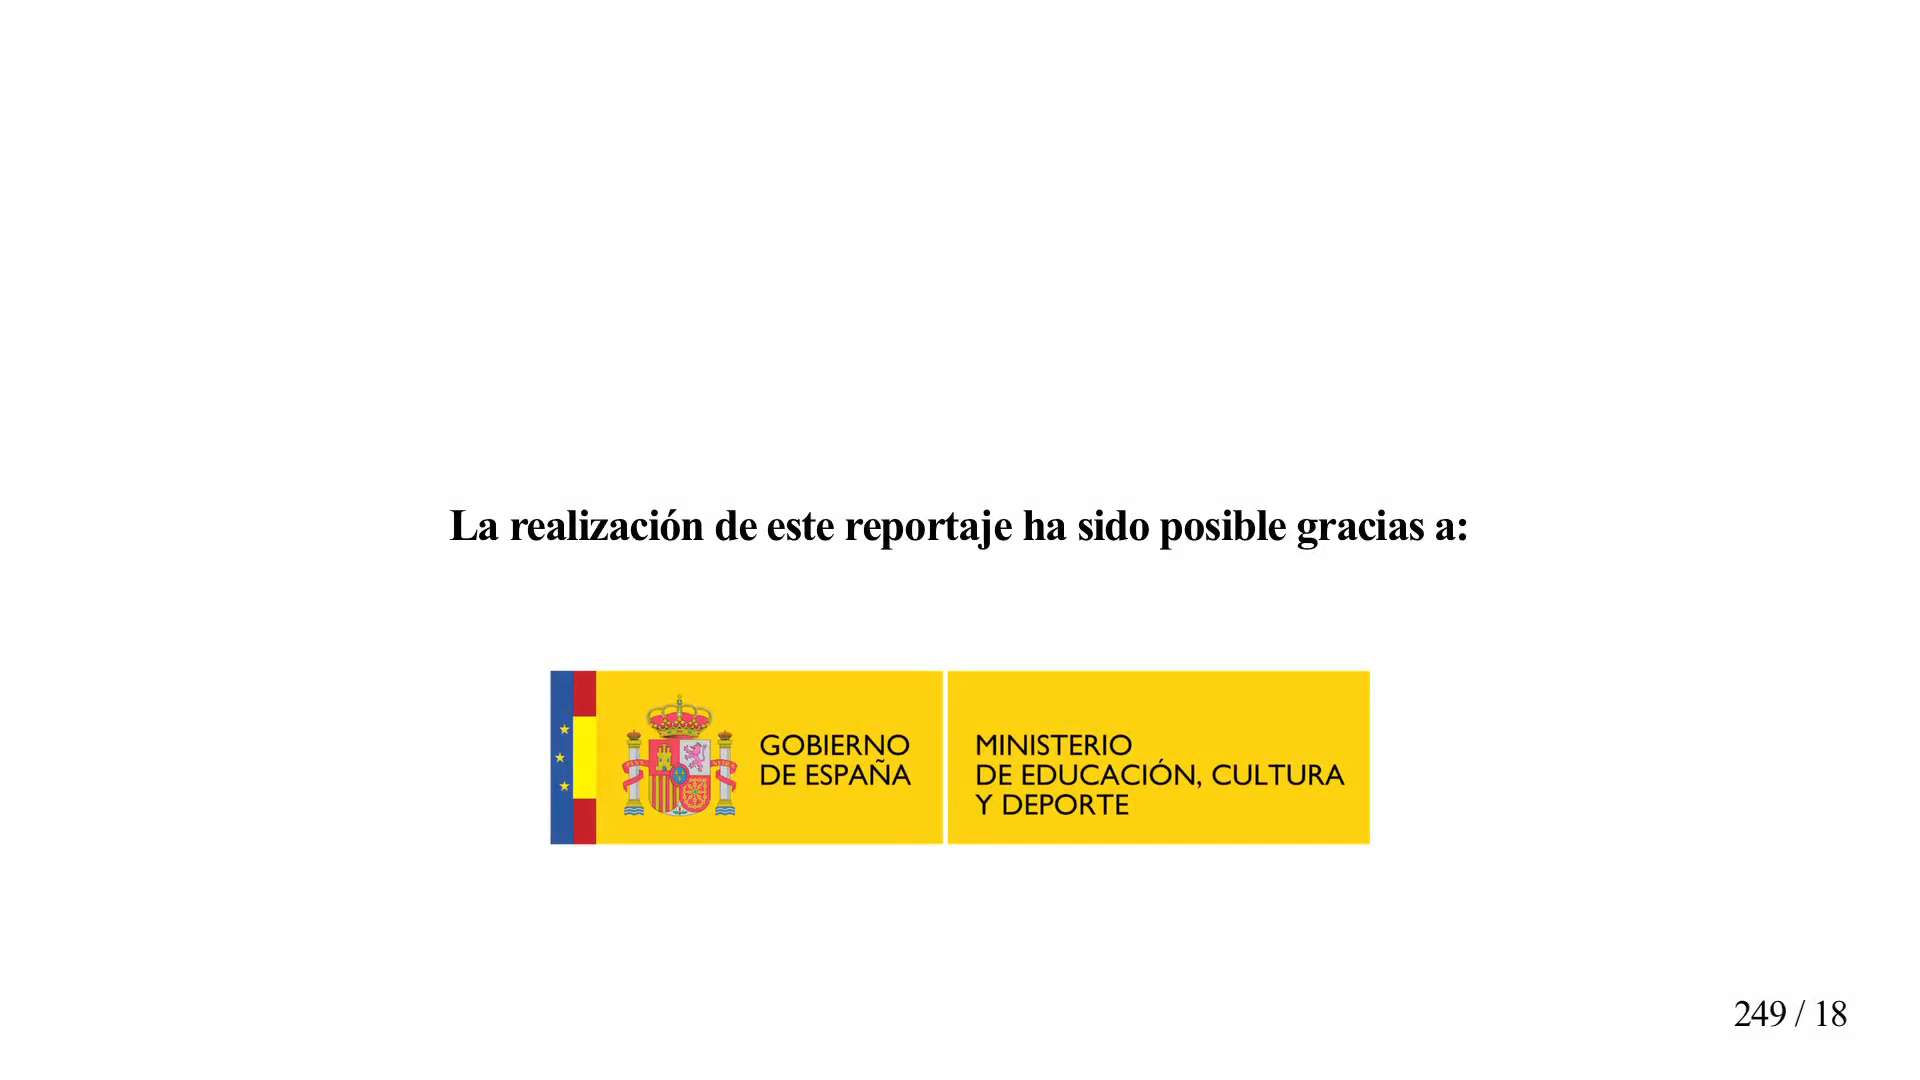 La realización de este reportaje ha sido posible gracias a:
GOBIERNO
DE ESPAÑA
MINISTERIO
DE EDUCACIÓN, CULTURA
Y DEPORTE
249 / 18